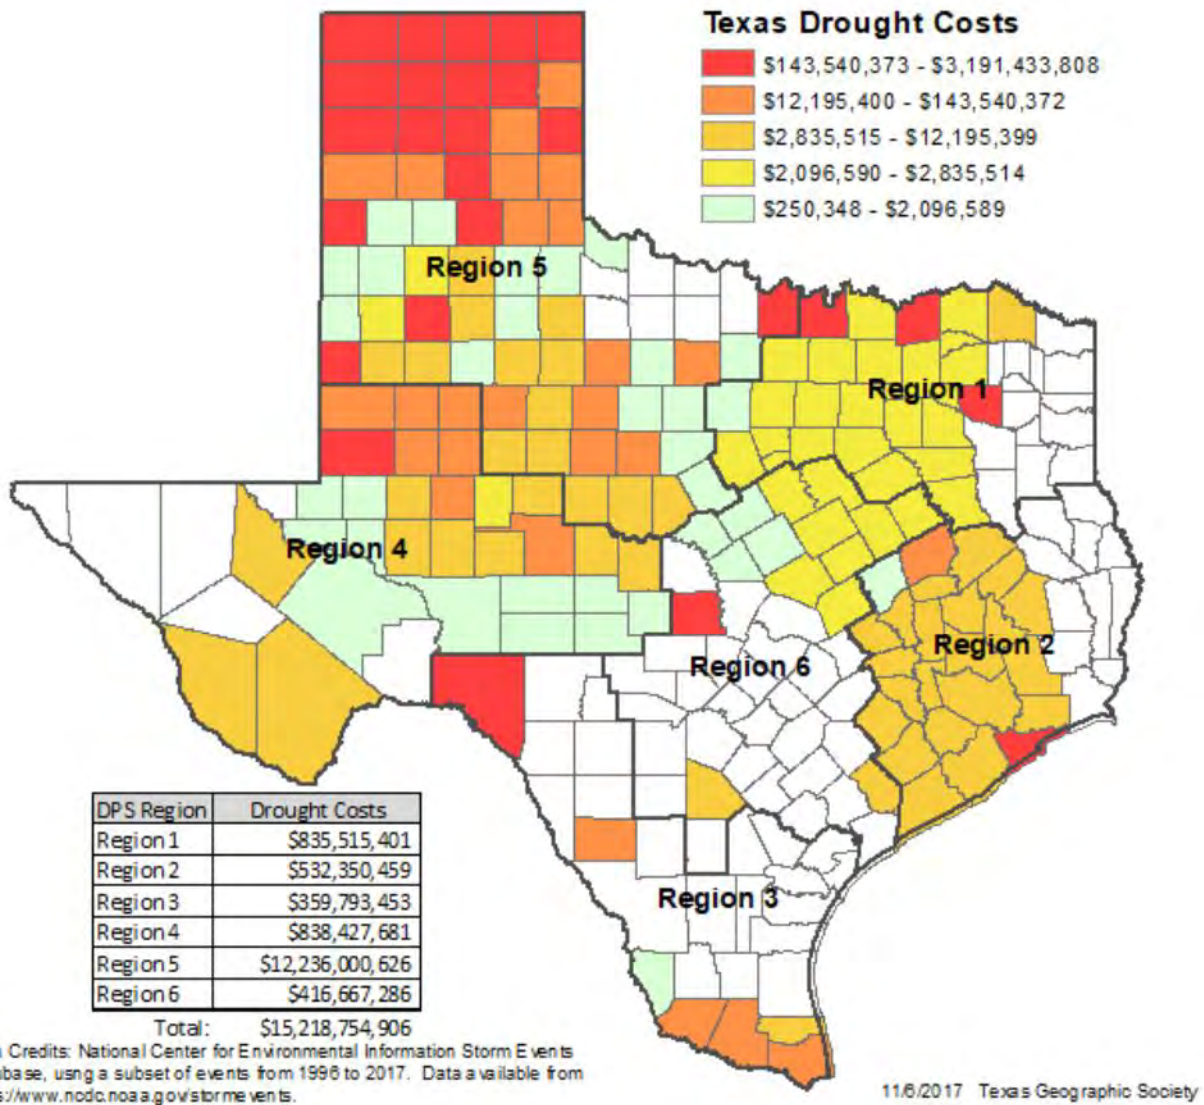 Texas Drought Costs
$143,540,373 - $3,191,433,808
$12,195,400 - $143,540,372
$2,835,515 - $12,195,399
$2,096,590 - $2,835,514
$250,348 - $2,096,589
Region 5
Region 1
Region 4
Region 2
Region 6
Region 3
DPS Region Drought Costs
Region 1 $835,515,401
Region 2 $532,350,459
Region 3 $359,793,453
Region 4 $838,427,681
Region 5 $12,236,000,626
Region 6 $416,667,286
Total: $15,218,754,906
a Credits: National Center for Environmental Information Storm Events
abase, usng a subset of events from 1996 to 2017. Data available from
s://www.ncdc.noaa.gov/stormevents.
11/6/2017 Texas Geographic Society